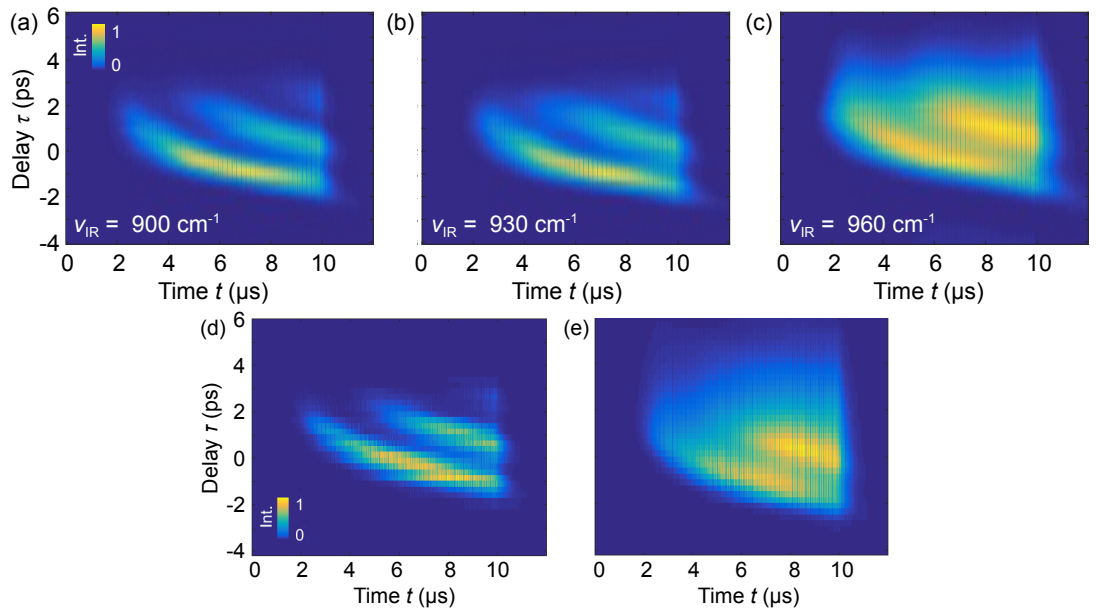 (a)
Int.
1
0
ν_IR = 900 cm⁻¹
(b)
ν_IR = 930 cm⁻¹
(c)
ν_IR = 960 cm⁻¹
Delay τ (ps)
6
4
2
0
-2
-4
0 2 4 6 8 10
0 2 4 6 8 10
0 2 4 6 8 10
Time t (μs)
Time t (μs)
Time t (μs)
(d)
(e)
Delay τ (ps)
6
4
2
0
-2
-4
Int.
1
0
0 2 4 6 8 10
0 2 4 6 8 10
Time t (μs)
Time t (μs)